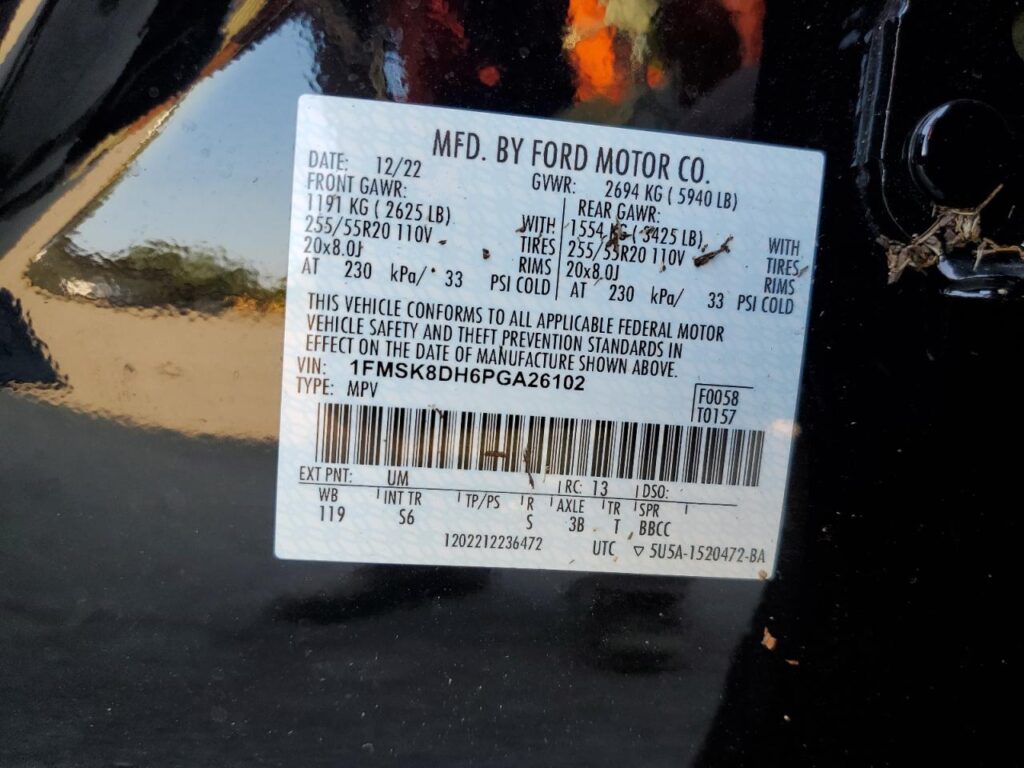 MFD. BY FORD MOTOR CO.
DATE: 12/22 GVWR: 2694 KG ( 5940 LB)
FRONT GAWR: REAR GAWR:
1191 KG ( 2625 LB) WITH 1554 KG ( 3425 LB) WITH
255/55R20 110V TIRES 255/55R20 110V TIRES
20x8.0J RIMS 20x8.0J RIMS
AT 230 kPa/ 33 PSI COLD AT 230 kPa/ 33 PSI COLD
THIS VEHICLE CONFORMS TO ALL APPLICABLE FEDERAL MOTOR
VEHICLE SAFETY AND THEFT PREVENTION STANDARDS IN
EFFECT ON THE DATE OF MANUFACTURE SHOWN ABOVE.
VIN: 1FMSK8DH6PGA26102
TYPE: MPV
F0058
T0157
EXT PNT: UM RC: 13 DSO:
WB INT TR TP/PS R AXLE TR SPR
119 S6 S 3B T BBCC
1202212236472 UTC ▽ 5U5A-1520472-BA